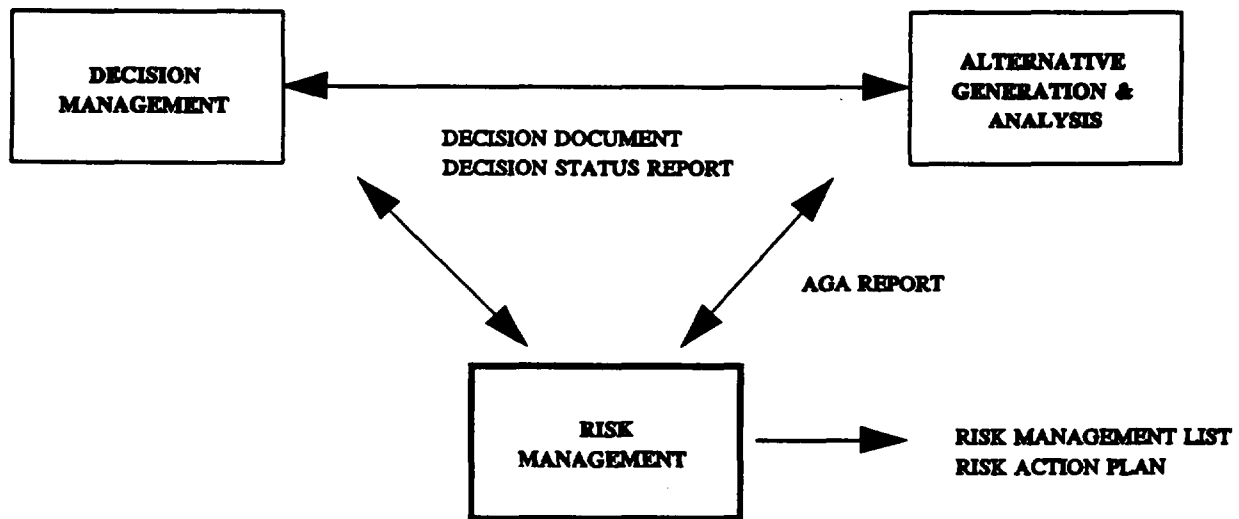 DECISION
MANAGEMENT
ALTERNATIVE
GENERATION &
ANALYSIS
DECISION DOCUMENT
DECISION STATUS REPORT
AGA REPORT
RISK
MANAGEMENT
RISK MANAGEMENT LIST
RISK ACTION PLAN